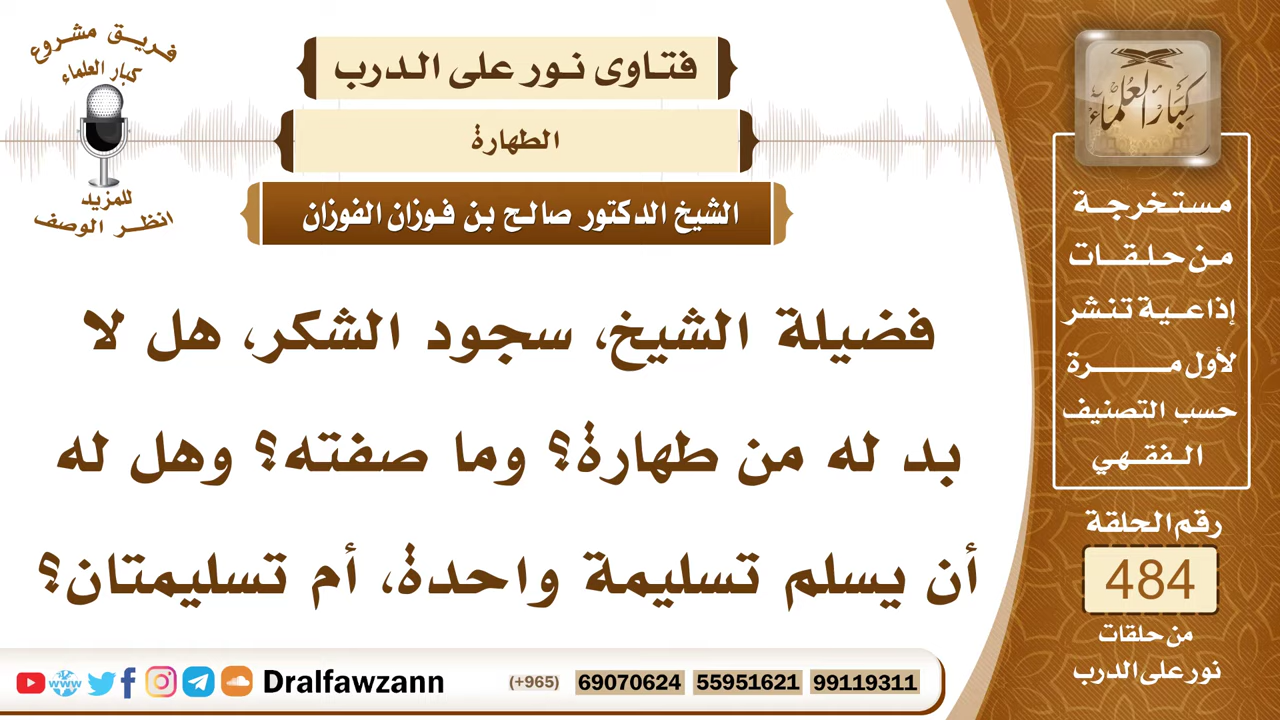 فريق مشروع
كبار العلماء
للمزيد
انظر الوصف
فتاوى نور على الدرب
الطهارة
الشيخ الدكتور صالح بن فوزان الفوزان
فضيلة الشيخ، سجود الشكر، هل لا
بد له من طهارة؟ وما صفته؟ وهل له
أن يسلم تسليمة واحدة، أم تسليمتان؟
كبار العلماء
مستخرجة
من حلقات
إذاعية تنشر
لأول مرة
حسب التصنيف
الفقهي
رقم الحلقة
484
من حلقات
نور على الدرب
www
Dralfawzann (+965) 69070624 55951621 99119311